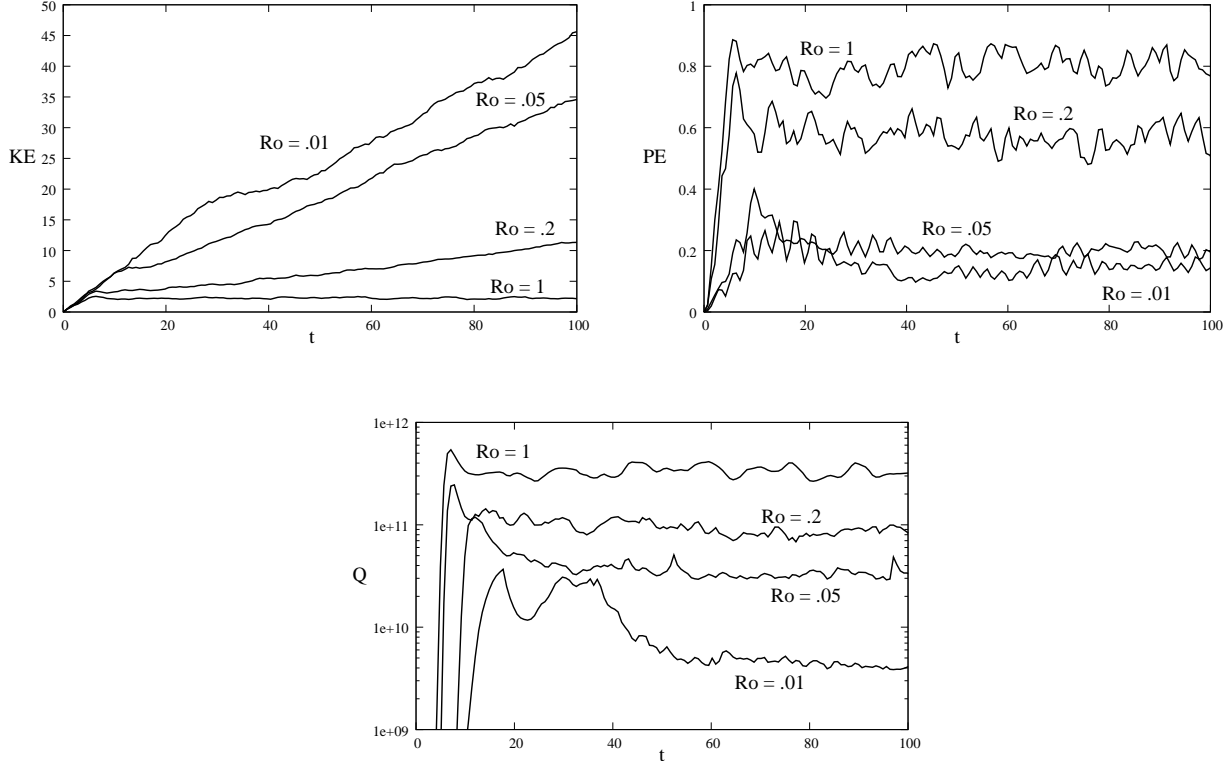 50
45
40
35
30
25
20
15
10
5
0
KE
Ro = .01
Ro = .05
Ro = .2
Ro = 1
0
20
40
60
80
100
t
1
0.8
0.6
0.4
0.2
0
PE
Ro = 1
Ro = .2
Ro = .05
Ro = .01
0
20
40
60
80
100
t
1e+12
1e+11
1e+10
1e+09
Q
Ro = 1
Ro = .2
Ro = .05
Ro = .01
0
20
40
60
80
100
t